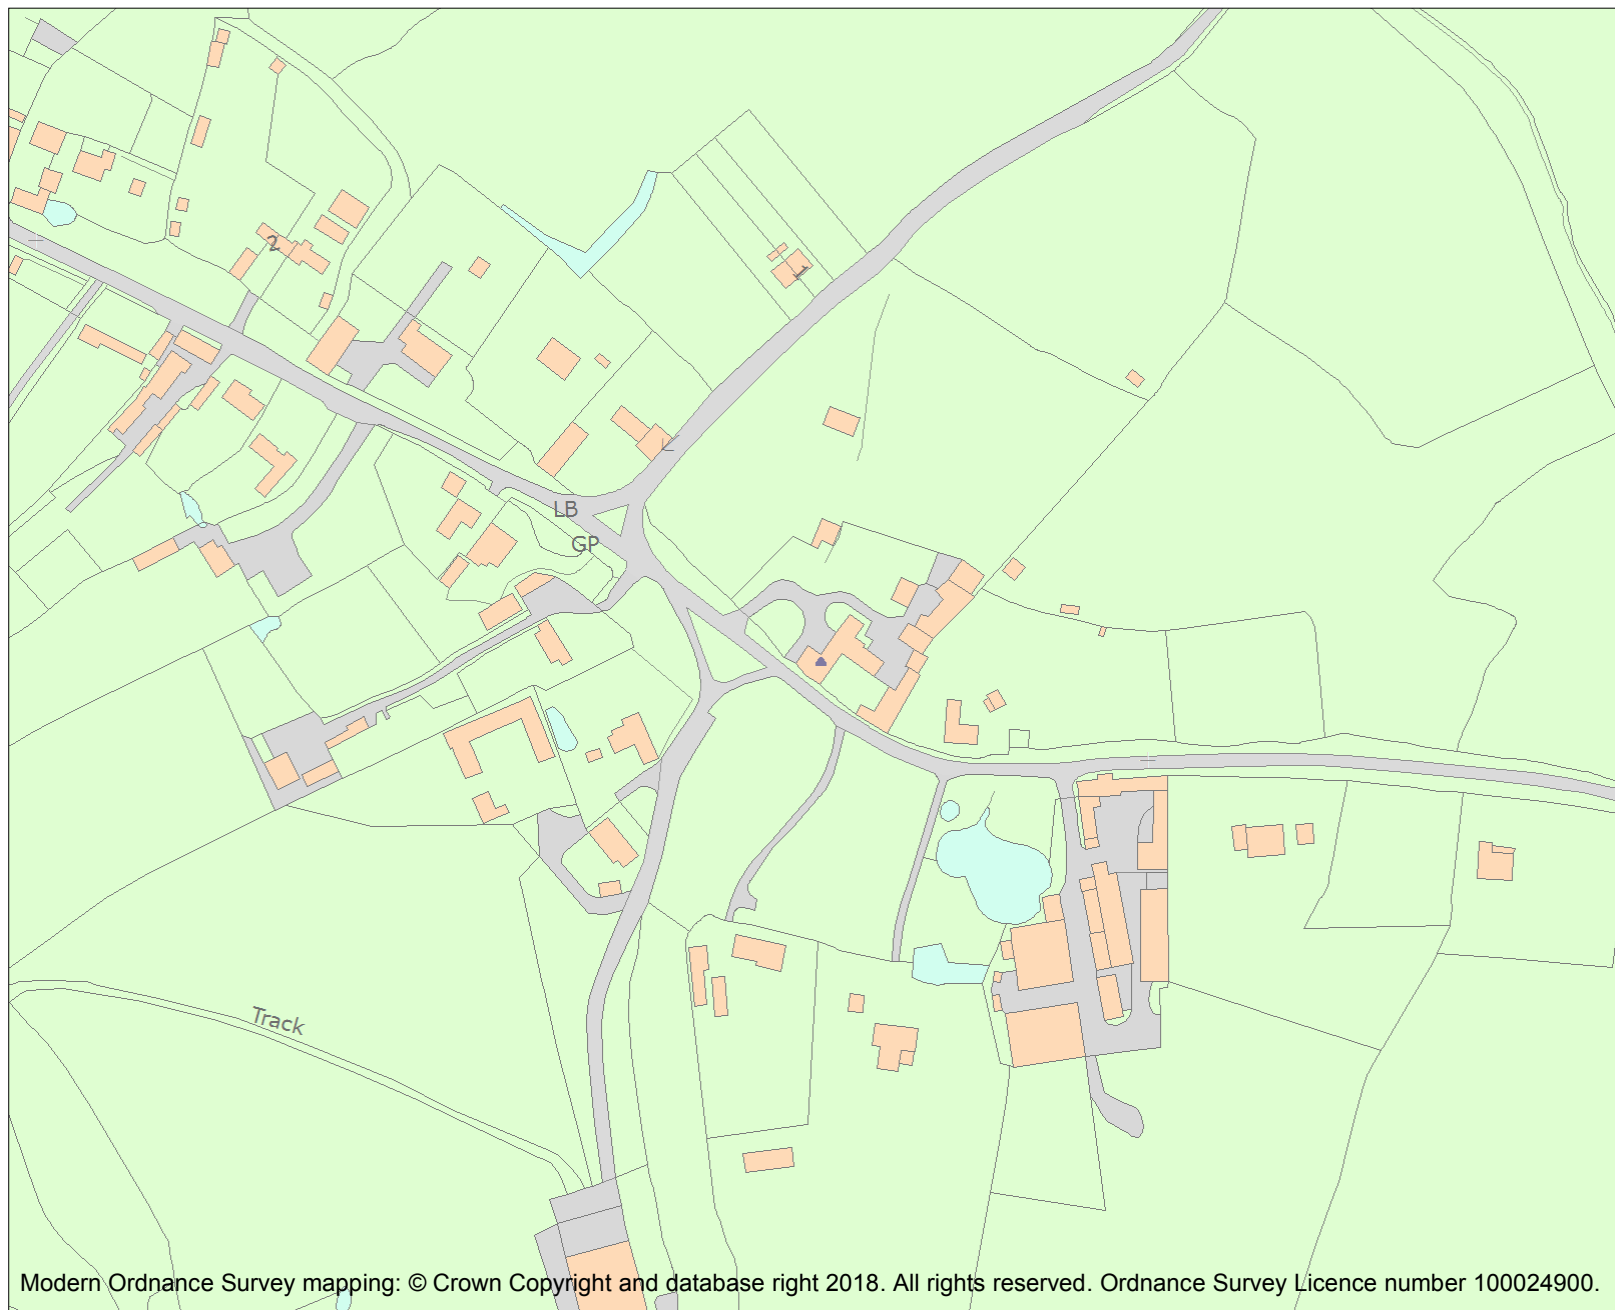 2
1
LB
GP
Track
Modern Ordnance Survey mapping: © Crown Copyright and database right 2018. All rights reserved. Ordnance Survey Licence number 100024900.